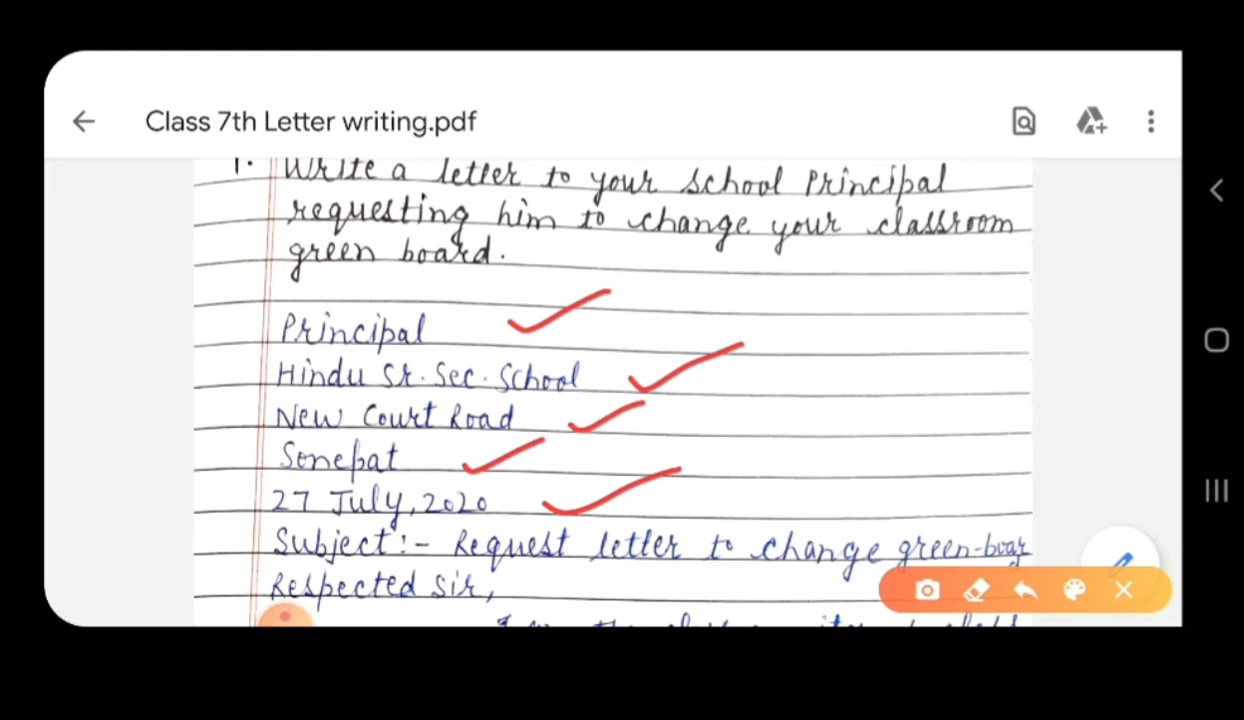 Class 7th Letter writing.pdf
1. Write a letter to your school Principal
requesting him to change your classroom
green board.
Principal
Hindu Sr. Sec. School
New Court Road
Sonepat
27 July, 2020
Subject :- Request letter to change green-boar
Respected sir,